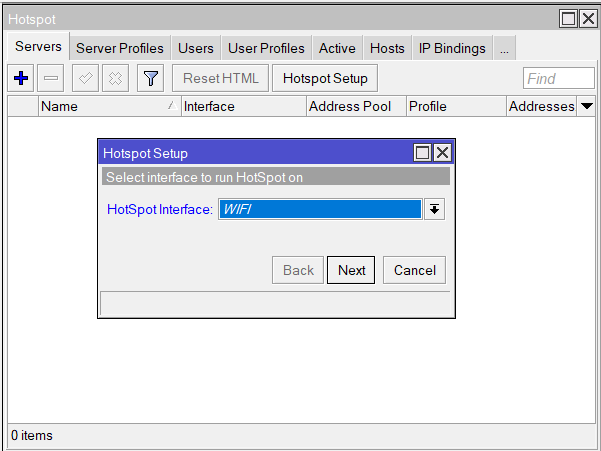 Hotspot
Servers Server Profiles Users User Profiles Active Hosts IP Bindings ...
Reset HTML Hotspot Setup Find
Name Interface Address Pool Profile Addresses
Hotspot Setup
Select interface to run HotSpot on
HotSpot Interface: WIFI
Back Next Cancel
0 items